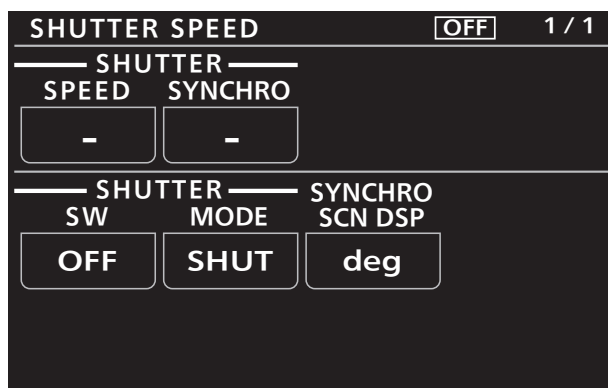 SHUTTER SPEED OFF 1 / 1
SHUTTER
SPEED SYNCHRO
- -
SHUTTER SYNCHRO
SW MODE SCN DSP
OFF SHUT deg